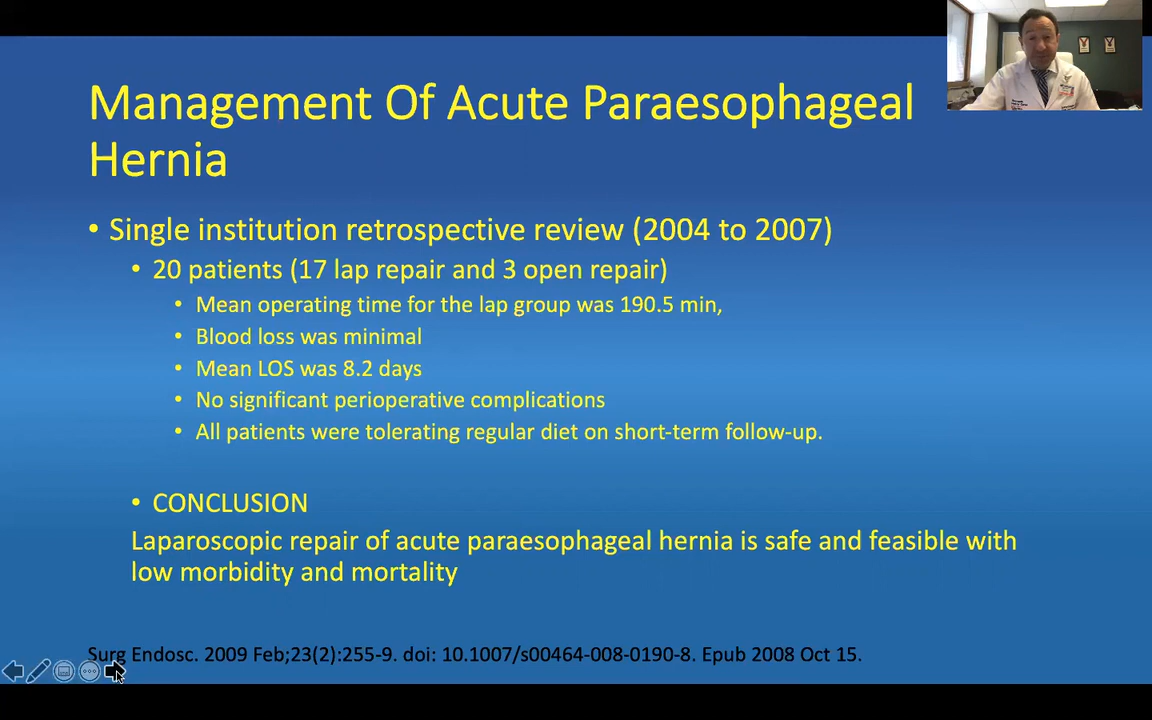 Management Of Acute Paraesophageal
Hernia
• Single institution retrospective review (2004 to 2007)
• 20 patients (17 lap repair and 3 open repair)
• Mean operating time for the lap group was 190.5 min,
• Blood loss was minimal
• Mean LOS was 8.2 days
• No significant perioperative complications
• All patients were tolerating regular diet on short-term follow-up.
• CONCLUSION
Laparoscopic repair of acute paraesophageal hernia is safe and feasible with
low morbidity and mortality
Surg Endosc. 2009 Feb;23(2):255-9. doi: 10.1007/s00464-008-0190-8. Epub 2008 Oct 15.